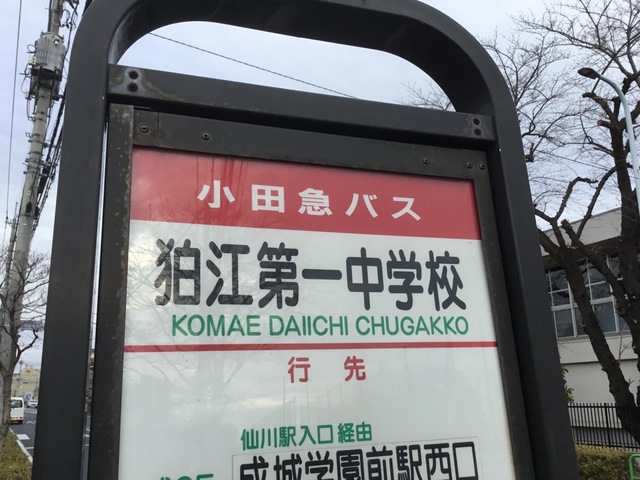 小田急バス
狛江第一中学校
KOMAE DAIICHI CHUGAKKO
行先
仙川駅入口 経由
成城学園前駅西口